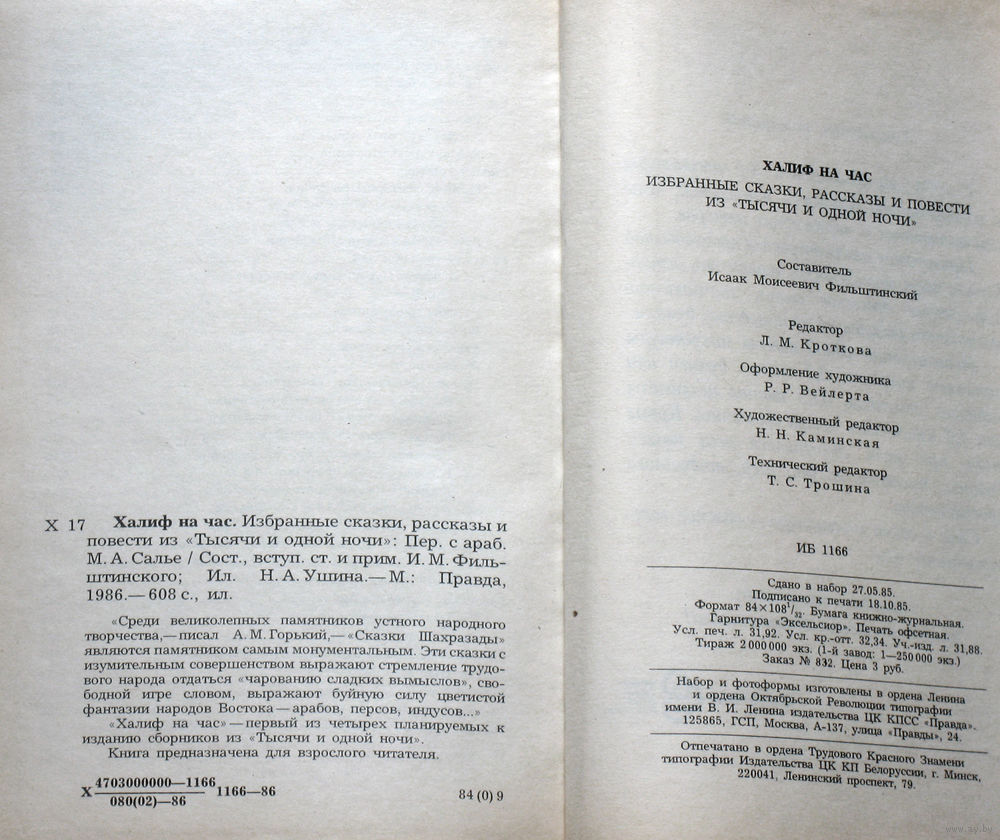 Х 17 Халиф на час. Избранные сказки, рассказы и
повести из «Тысячи и одной ночи»: Пер. с араб.
М. А. Салье / Сост., вступ. ст. и прим. И. М. Филь-
штинского; Ил. Н. А. Ушина.— М.: Правда,
1986.— 608 с., ил.
«Среди великолепных памятников устного народного
творчества,— писал А. М. Горький,— «Сказки Шахразады»
являются памятником самым монументальным. Эти сказки с
изумительным совершенством выражают стремление трудо-
вого народа отдаться «чарованию сладких вымыслов», сво-
бодной игре словом, выражают буйную силу цветистой
фантазии народов Востока — арабов, персов, индусов...»
«Халиф на час» — первый из четырех планируемых к
изданию сборников из «Тысячи и одной ночи».
Книга предназначена для взрослого читателя.
Х 4703000000—1166 1166—86
080(02)—86
84 (0) 9
ХАЛИФ НА ЧАС
ИЗБРАННЫЕ СКАЗКИ, РАССКАЗЫ И ПОВЕСТИ
ИЗ «ТЫСЯЧИ И ОДНОЙ НОЧИ»
Составитель
Исаак Моисеевич Фильштинский
Редактор
Л. М. Кроткова
Оформление художника
Р. Р. Вейлерта
Художественный редактор
Н. Н. Каминская
Технический редактор
Т. С. Трошина
ИБ 1166
Сдано в набор 27.05.85.
Подписано к печати 18.10.85.
Формат 84×108¹/₃₂. Бумага книжно-журнальная.
Гарнитура «Эксельсиор». Печать офсетная.
Усл. печ. л. 31,92. Усл. кр.-отт. 32,34. Уч.-изд. л. 31,88.
Тираж 2 000 000 экз. (1-й завод: 1—250 000 экз.)
Заказ № 832. Цена 3 руб.
Набор и фотоформы изготовлены в ордена Ленина
и ордена Октябрьской Революции типографии
имени В. И. Ленина издательства ЦК КПСС «Правда».
125865, ГСП, Москва, А-137, улица «Правды», 24.
Отпечатано в ордена Трудового Красного Знамени
типографии Издательства ЦК КП Белоруссии, г. Минск,
220041, Ленинский проспект, 79.
www.ay.by